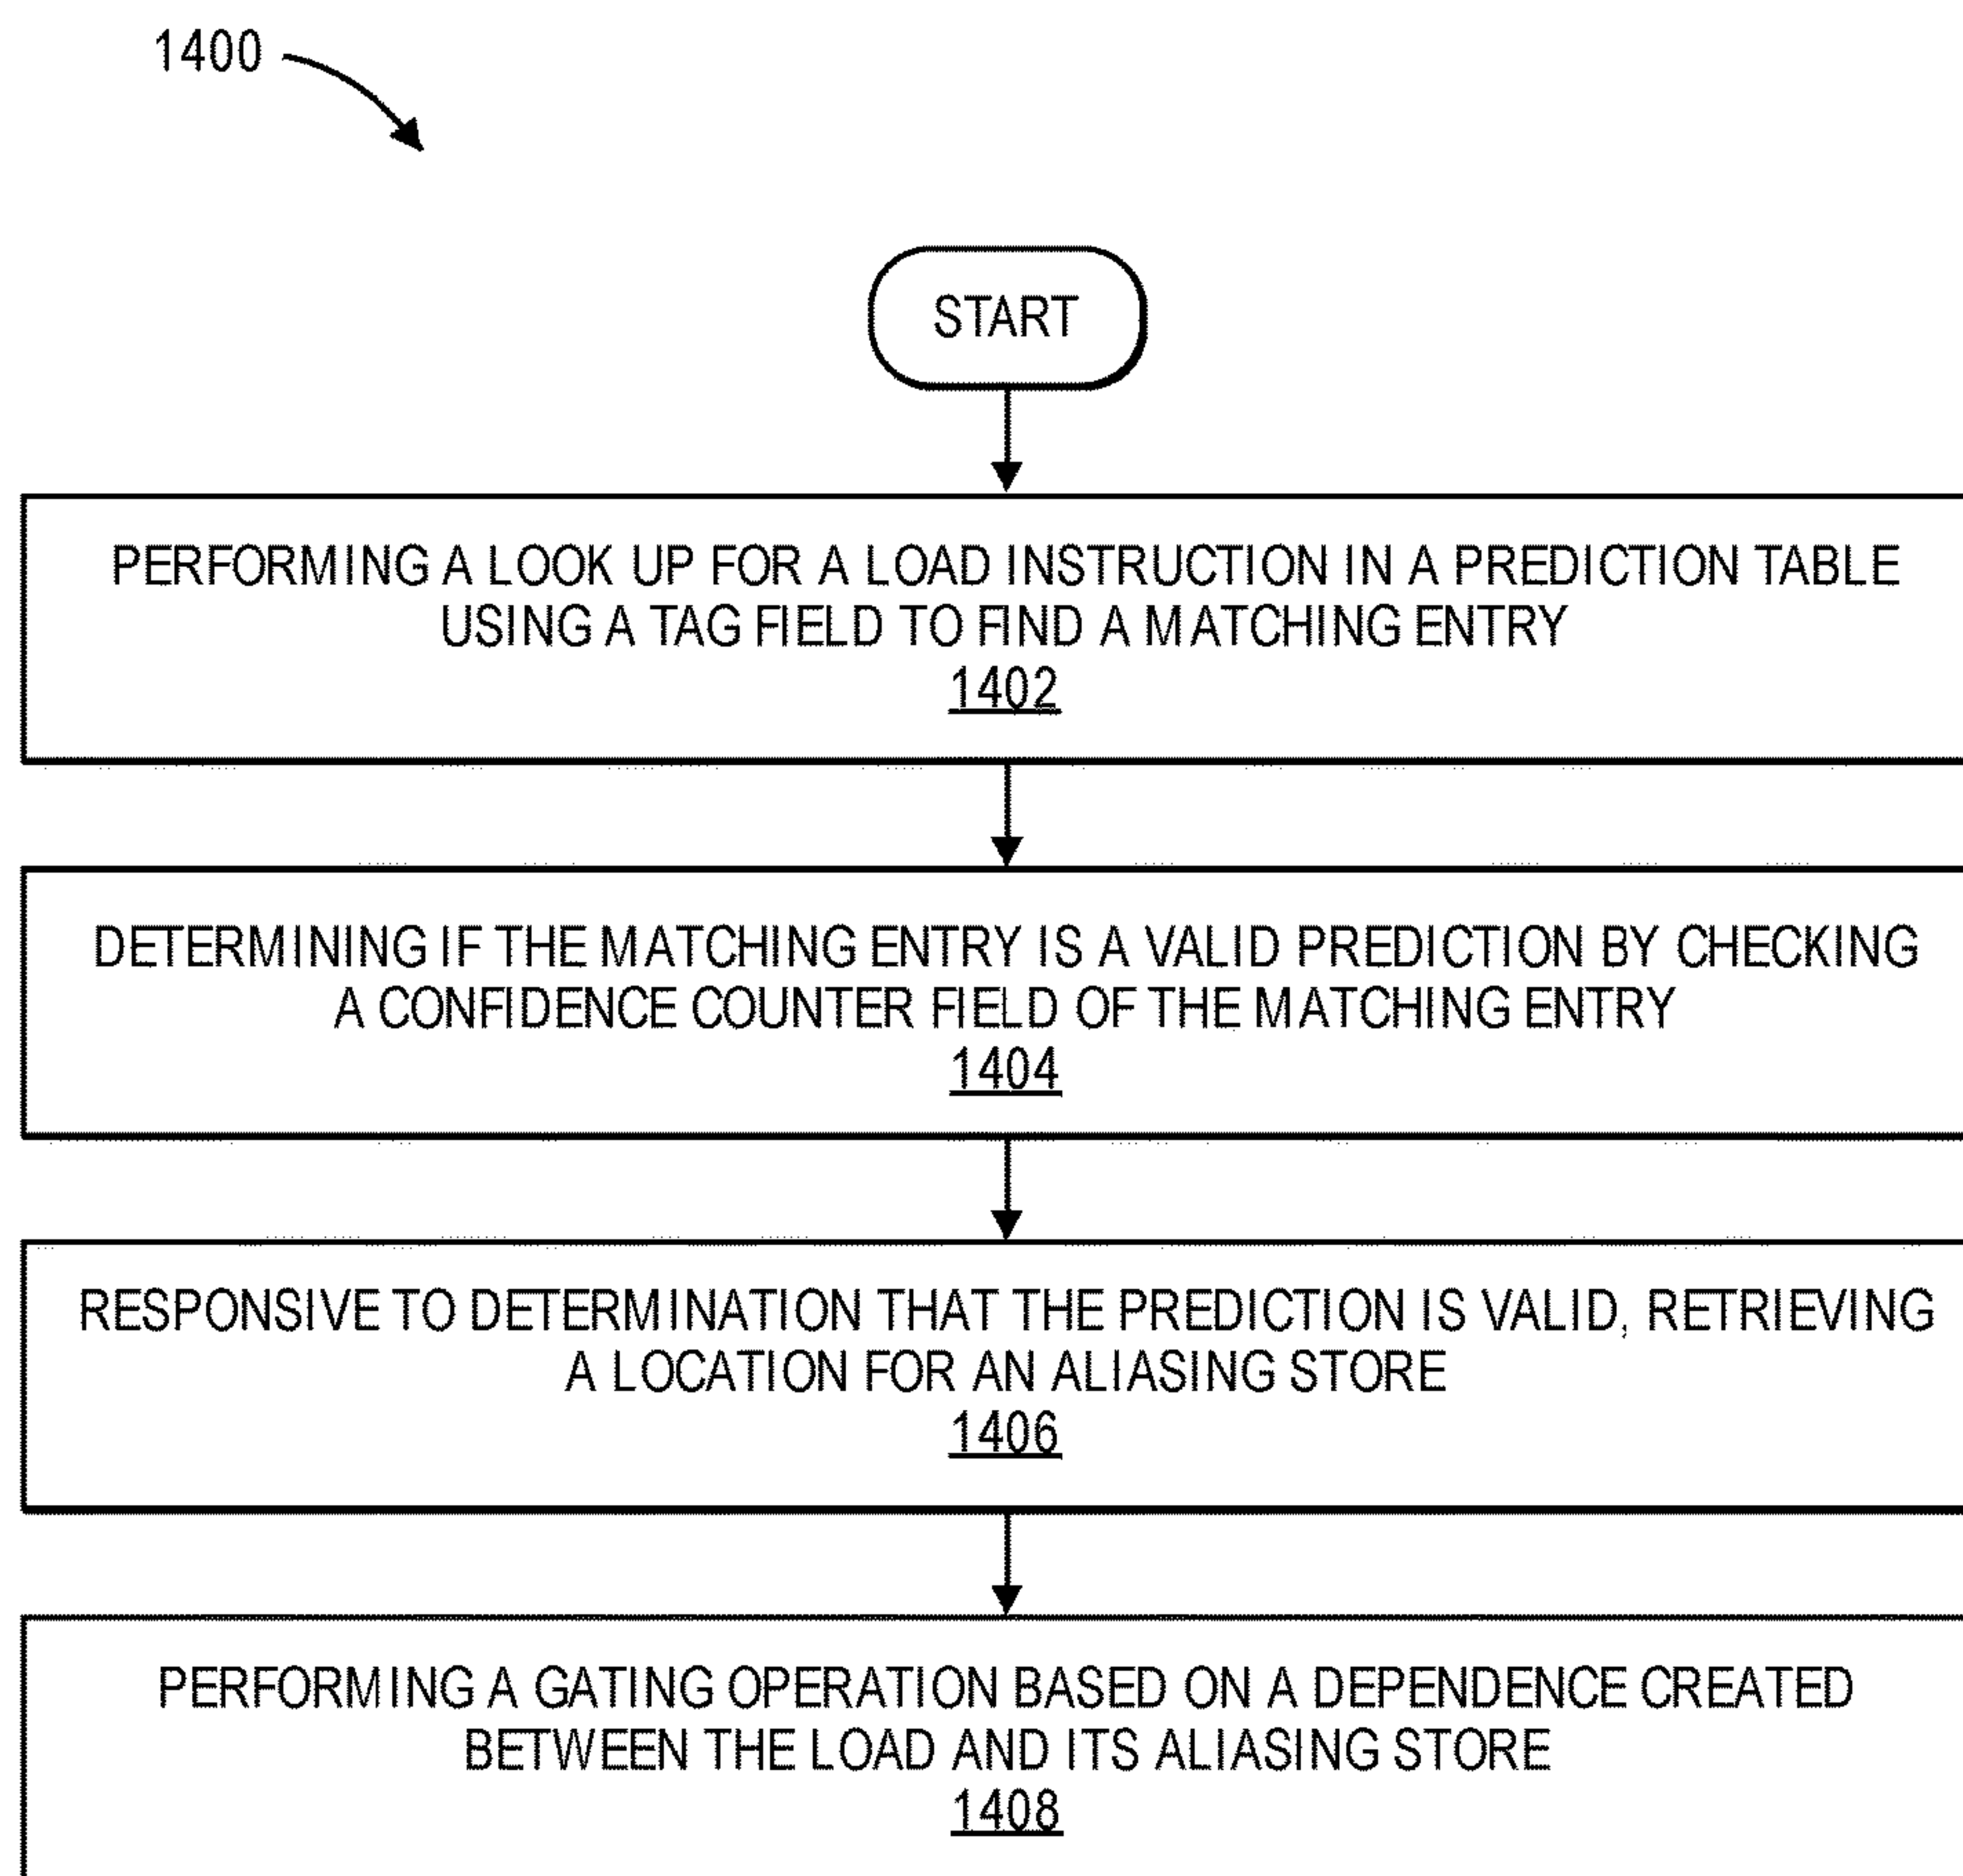 1400
START
PERFORMING A LOOK UP FOR A LOAD INSTRUCTION IN A PREDICTION TABLE
USING A TAG FIELD TO FIND A MATCHING ENTRY
1402
DETERMINING IF THE MATCHING ENTRY IS A VALID PREDICTION BY CHECKING
A CONFIDENCE COUNTER FIELD OF THE MATCHING ENTRY
1404
RESPONSIVE TO DETERMINATION THAT THE PREDICTION IS VALID, RETRIEVING
A LOCATION FOR AN ALIASING STORE
1406
PERFORMING A GATING OPERATION BASED ON A DEPENDENCE CREATED
BETWEEN THE LOAD AND ITS ALIASING STORE
1408